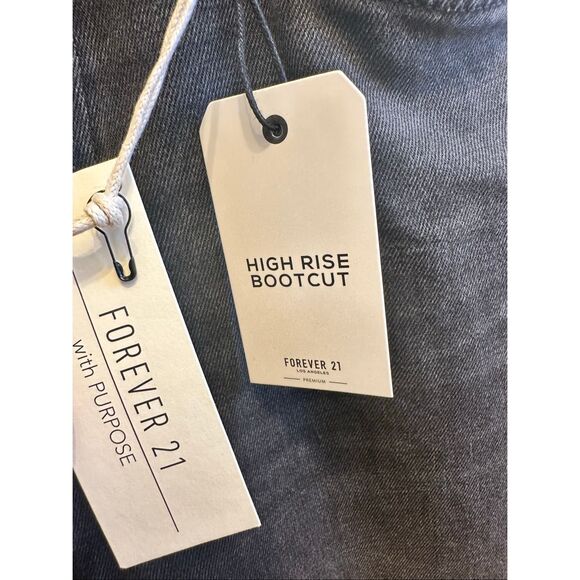 HIGH RISE
BOOTCUT
FOREVER 21
LOS ANGELES
PREMIUM
FOREVER 21
with PURPOSE